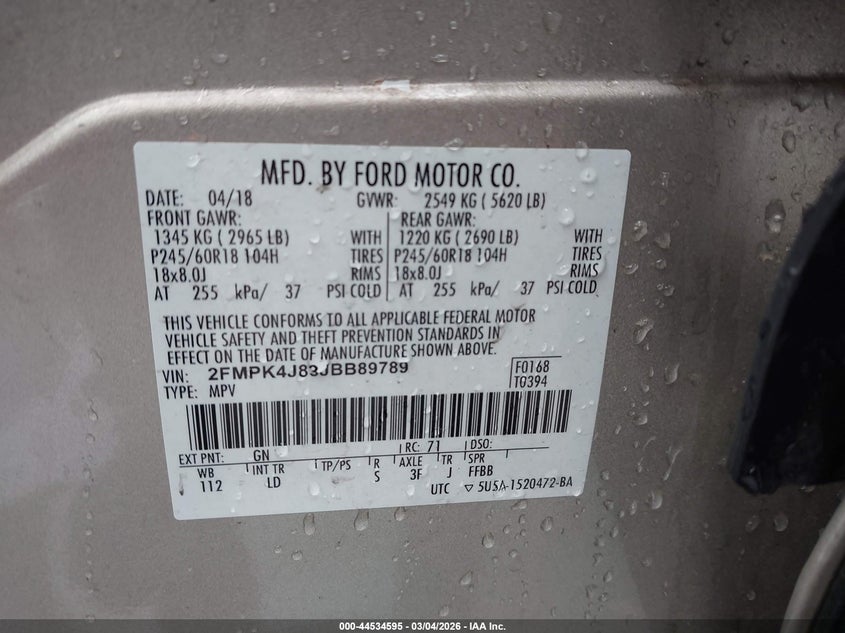 MFD. BY FORD MOTOR CO.
DATE: 04/18 GVWR: 2549 KG ( 5620 LB)
FRONT GAWR: REAR GAWR:
1345 KG ( 2965 LB) WITH 1220 KG ( 2690 LB) WITH
P245/60R18 104H TIRES P245/60R18 104H TIRES
18x8.0J RIMS 18x8.0J RIMS
AT 255 kPa/ 37 PSI COLD AT 255 kPa/ 37 PSI COLD
THIS VEHICLE CONFORMS TO ALL APPLICABLE FEDERAL MOTOR
VEHICLE SAFETY AND THEFT PREVENTION STANDARDS IN
EFFECT ON THE DATE OF MANUFACTURE SHOWN ABOVE.
VIN: 2FMPK4J83JBB89789 F0168
TYPE: MPV T0394
EXT PNT: GN RC: 71 DSO:
WB INT TR TP/PS R AXLE TR SPR
112 LD S 3F J FFBB
UTC ▽ 5U5A-1520472-BA
000-44534595 - 03/04/2026 - IAA Inc.